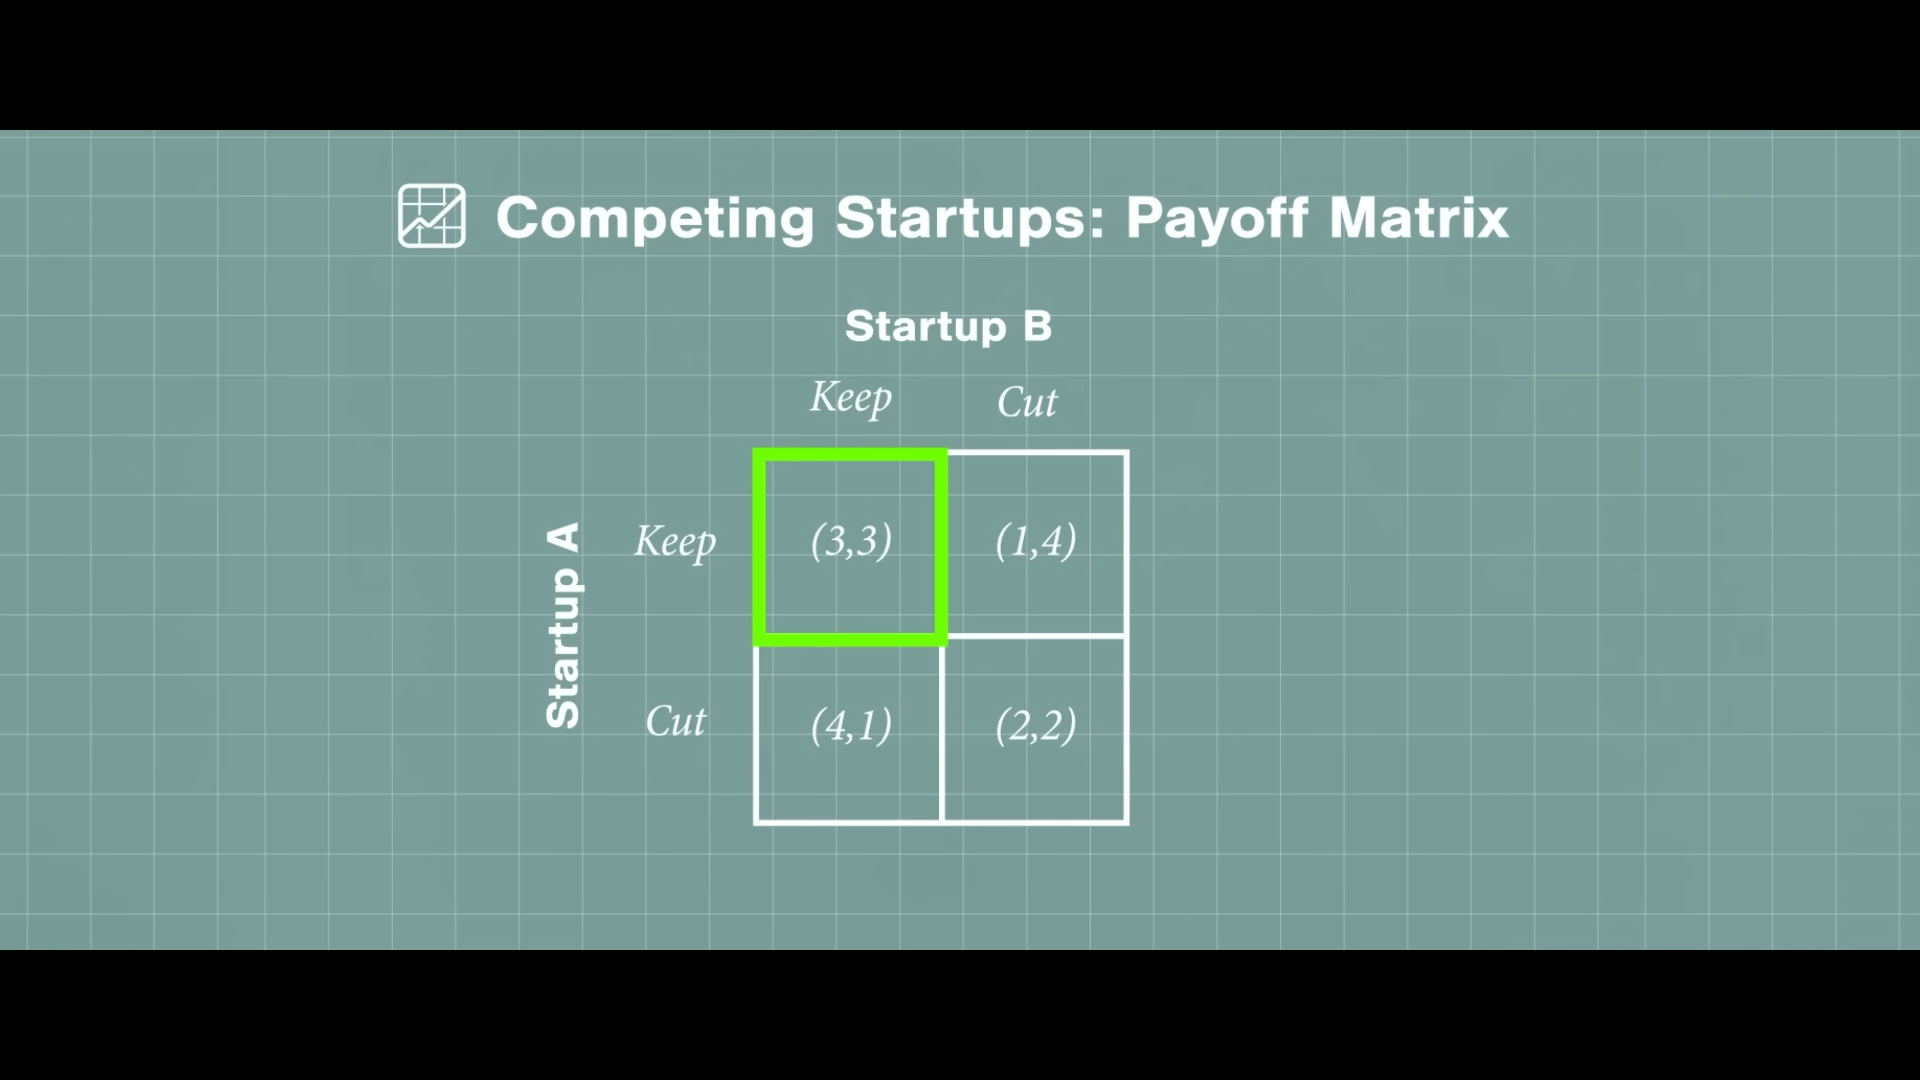 Competing Startups: Payoff Matrix
Startup B
Keep Cut
Startup A
Keep (3,3) (1,4)
Cut (4,1) (2,2)